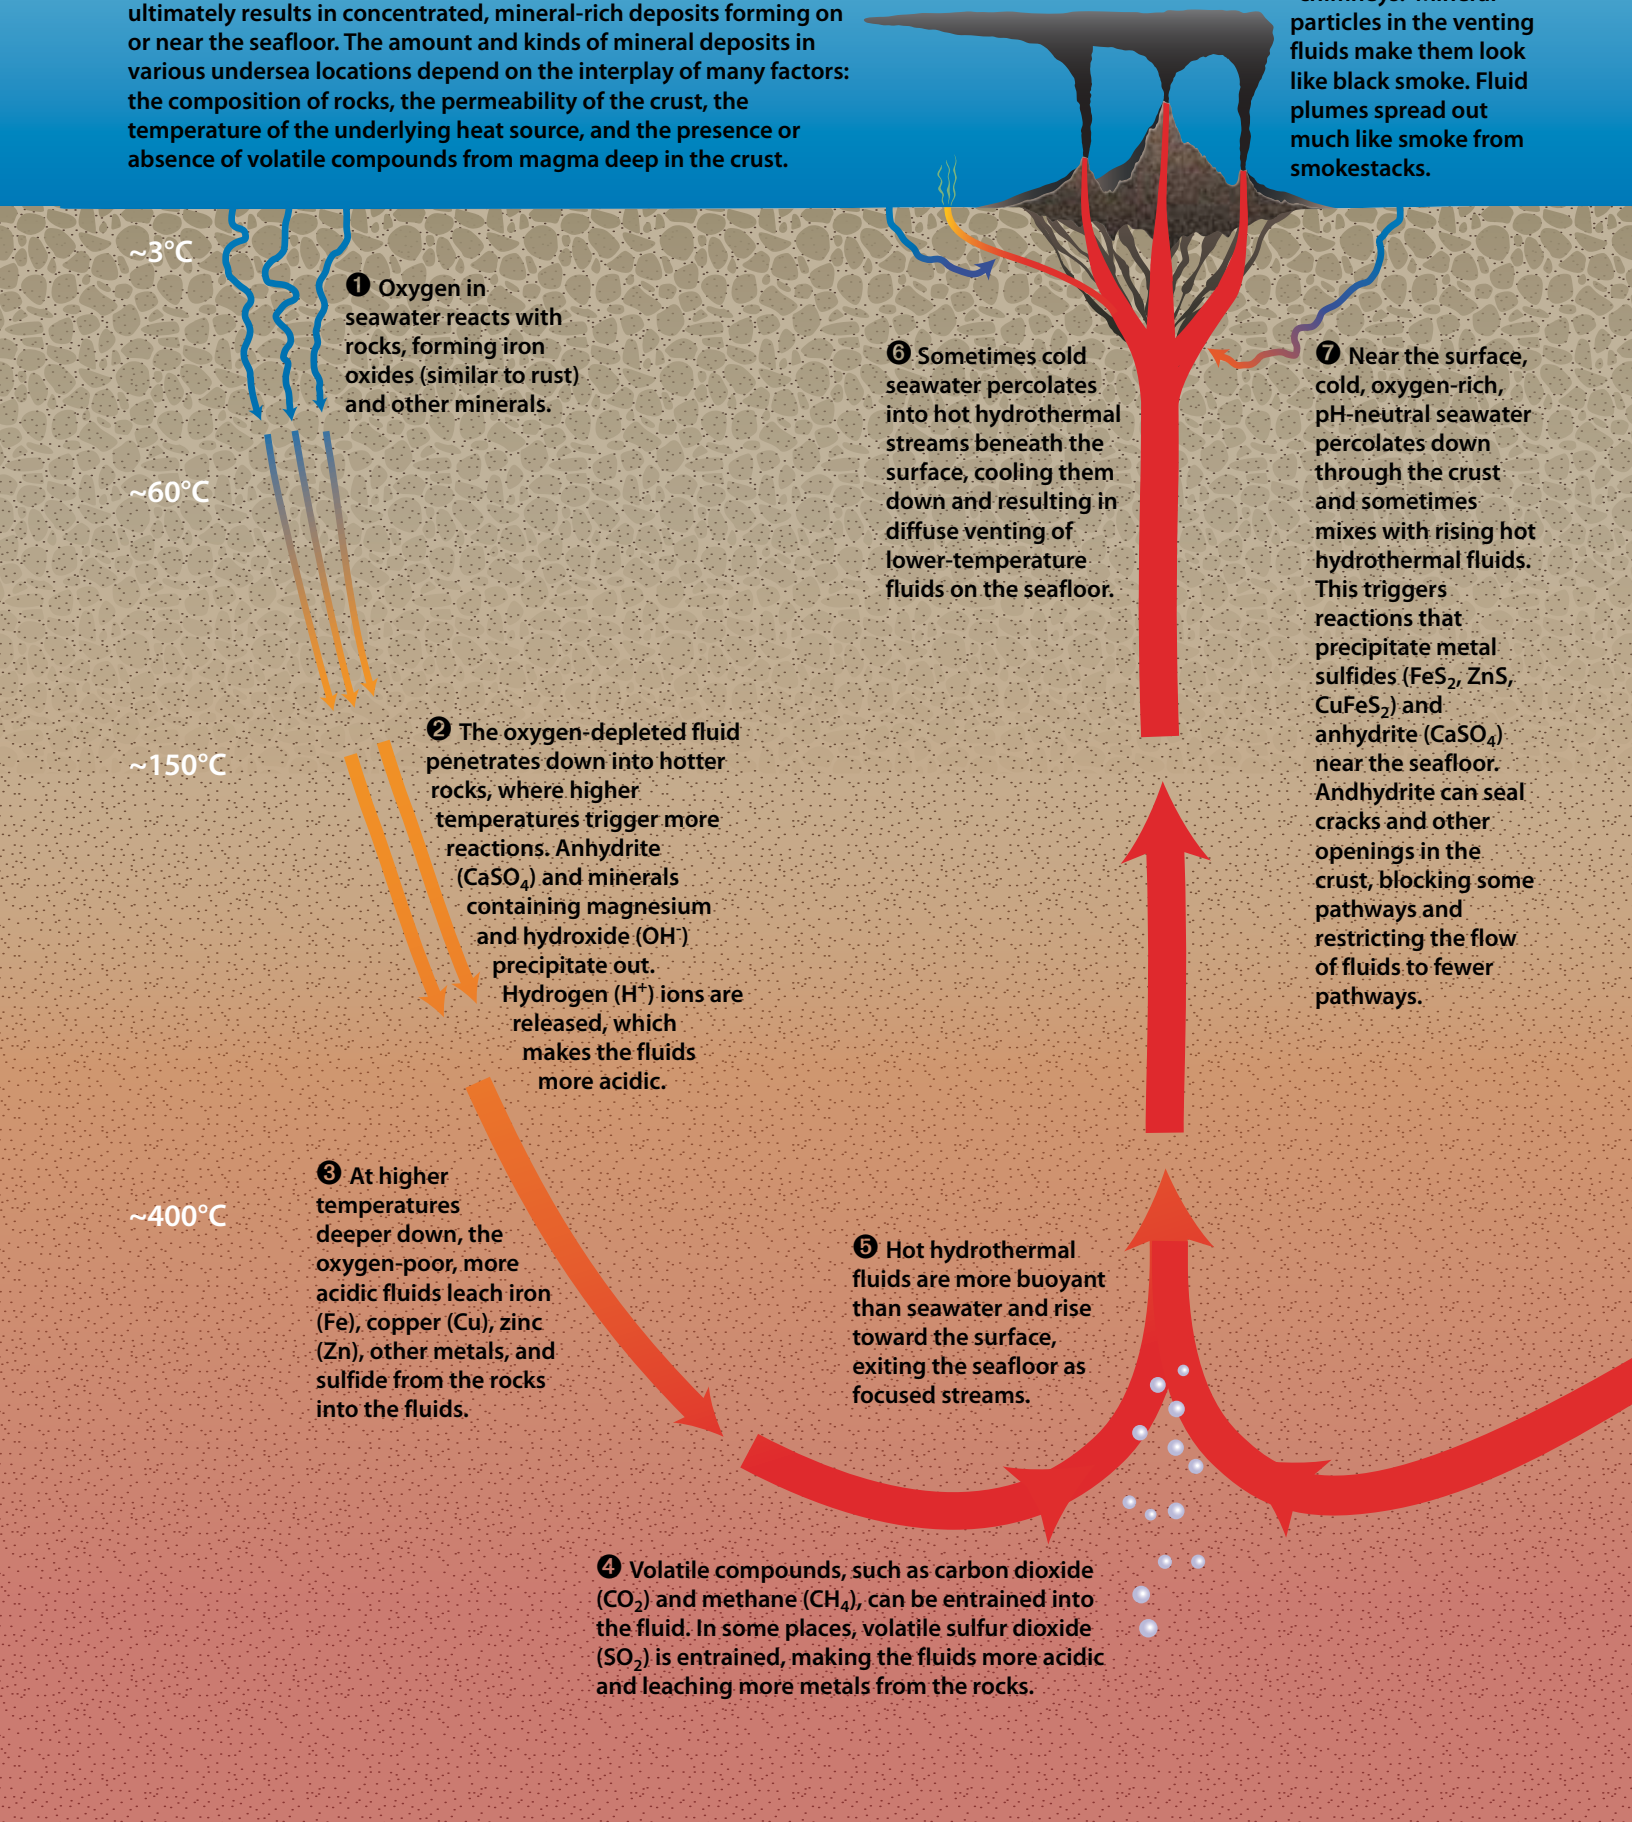 ultimately results in concentrated, mineral-rich deposits forming on
or near the seafloor. The amount and kinds of mineral deposits in
various undersea locations depend on the interplay of many factors:
the composition of rocks, the permeability of the crust, the
temperature of the underlying heat source, and the presence or
absence of volatile compounds from magma deep in the crust.
particles in the venting
fluids make them look
like black smoke. Fluid
plumes spread out
much like smoke from
smokestacks.
~3°C
~60°C
~150°C
~400°C
❶ Oxygen in
seawater reacts with
rocks, forming iron
oxides (similar to rust)
and other minerals.
❷ The oxygen-depleted fluid
penetrates down into hotter
rocks, where higher
temperatures trigger more
reactions. Anhydrite
(CaSO₄) and minerals
containing magnesium
and hydroxide (OH⁻)
precipitate out.
Hydrogen (H⁺) ions are
released, which
makes the fluids
more acidic.
❸ At higher
temperatures
deeper down, the
oxygen-poor, more
acidic fluids leach iron
(Fe), copper (Cu), zinc
(Zn), other metals, and
sulfide from the rocks
into the fluids.
❹ Volatile compounds, such as carbon dioxide
(CO₂) and methane (CH₄), can be entrained into
the fluid. In some places, volatile sulfur dioxide
(SO₂) is entrained, making the fluids more acidic
and leaching more metals from the rocks.
❺ Hot hydrothermal
fluids are more buoyant
than seawater and rise
toward the surface,
exiting the seafloor as
focused streams.
❻ Sometimes cold
seawater percolates
into hot hydrothermal
streams beneath the
surface, cooling them
down and resulting in
diffuse venting of
lower-temperature
fluids on the seafloor.
❼ Near the surface,
cold, oxygen-rich,
pH-neutral seawater
percolates down
through the crust
and sometimes
mixes with rising hot
hydrothermal fluids.
This triggers
reactions that
precipitate metal
sulfides (FeS₂, ZnS,
CuFeS₂) and
anhydrite (CaSO₄)
near the seafloor.
Andhydrite can seal
cracks and other
openings in the
crust, blocking some
pathways and
restricting the flow
of fluids to fewer
pathways.